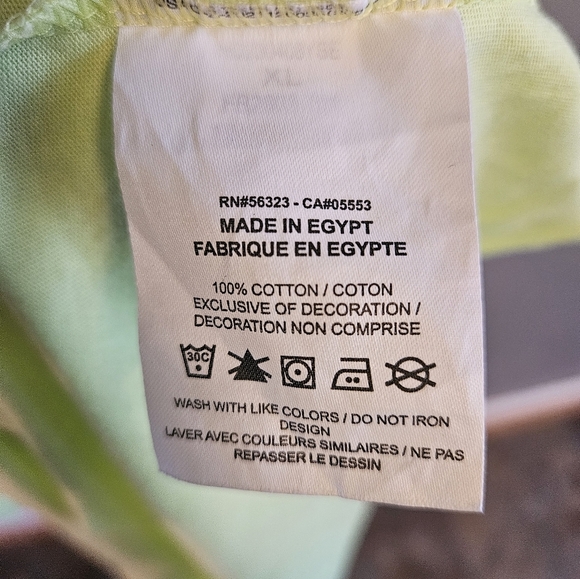 RN#56323 - CA#05553
MADE IN EGYPT
FABRIQUE EN EGYPTE
100% COTTON / COTON
EXCLUSIVE OF DECORATION /
DECORATION NON COMPRISE
30C
WASH WITH LIKE COLORS / DO NOT IRON
DESIGN
LAVER AVEC COULEURS SIMILAIRES / NE PAS
REPASSER LE DESSIN